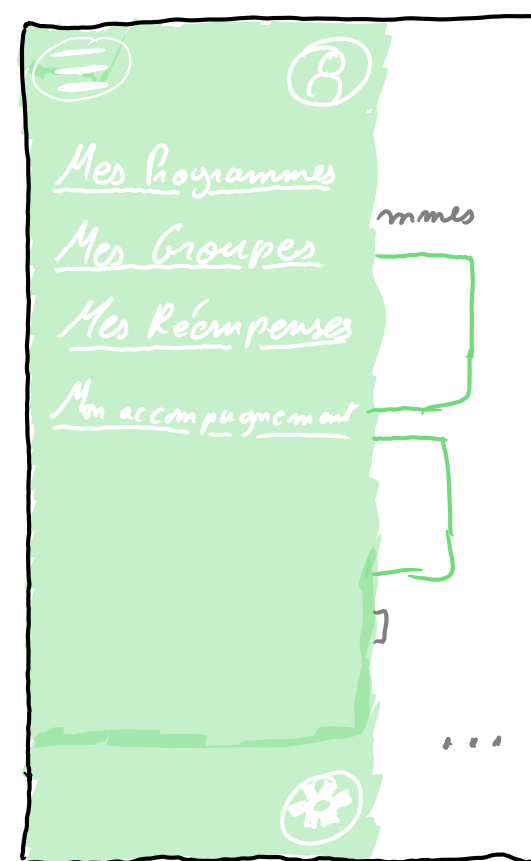 Mes Programmes
mmes
Mes Groupes
Mes Récompenses
Mon accompagnement
...